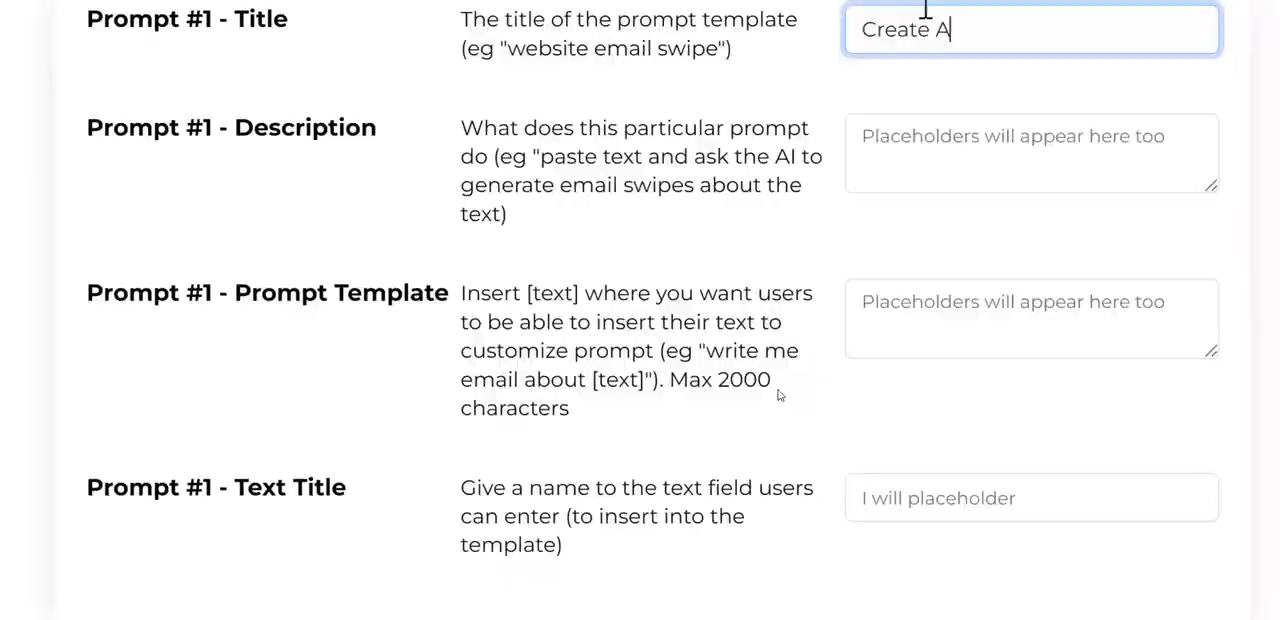 Prompt #1 - Title
The title of the prompt template
(eg "website email swipe")
Create A
Prompt #1 - Description
What does this particular prompt
do (eg "paste text and ask the AI to
generate email swipes about the
text)
Placeholders will appear here too
Prompt #1 - Prompt Template
Insert [text] where you want users
to be able to insert their text to
customize prompt (eg "write me
email about [text]"). Max 2000
characters
Placeholders will appear here too
Prompt #1 - Text Title
Give a name to the text field users
can enter (to insert into the
template)
I will placeholder